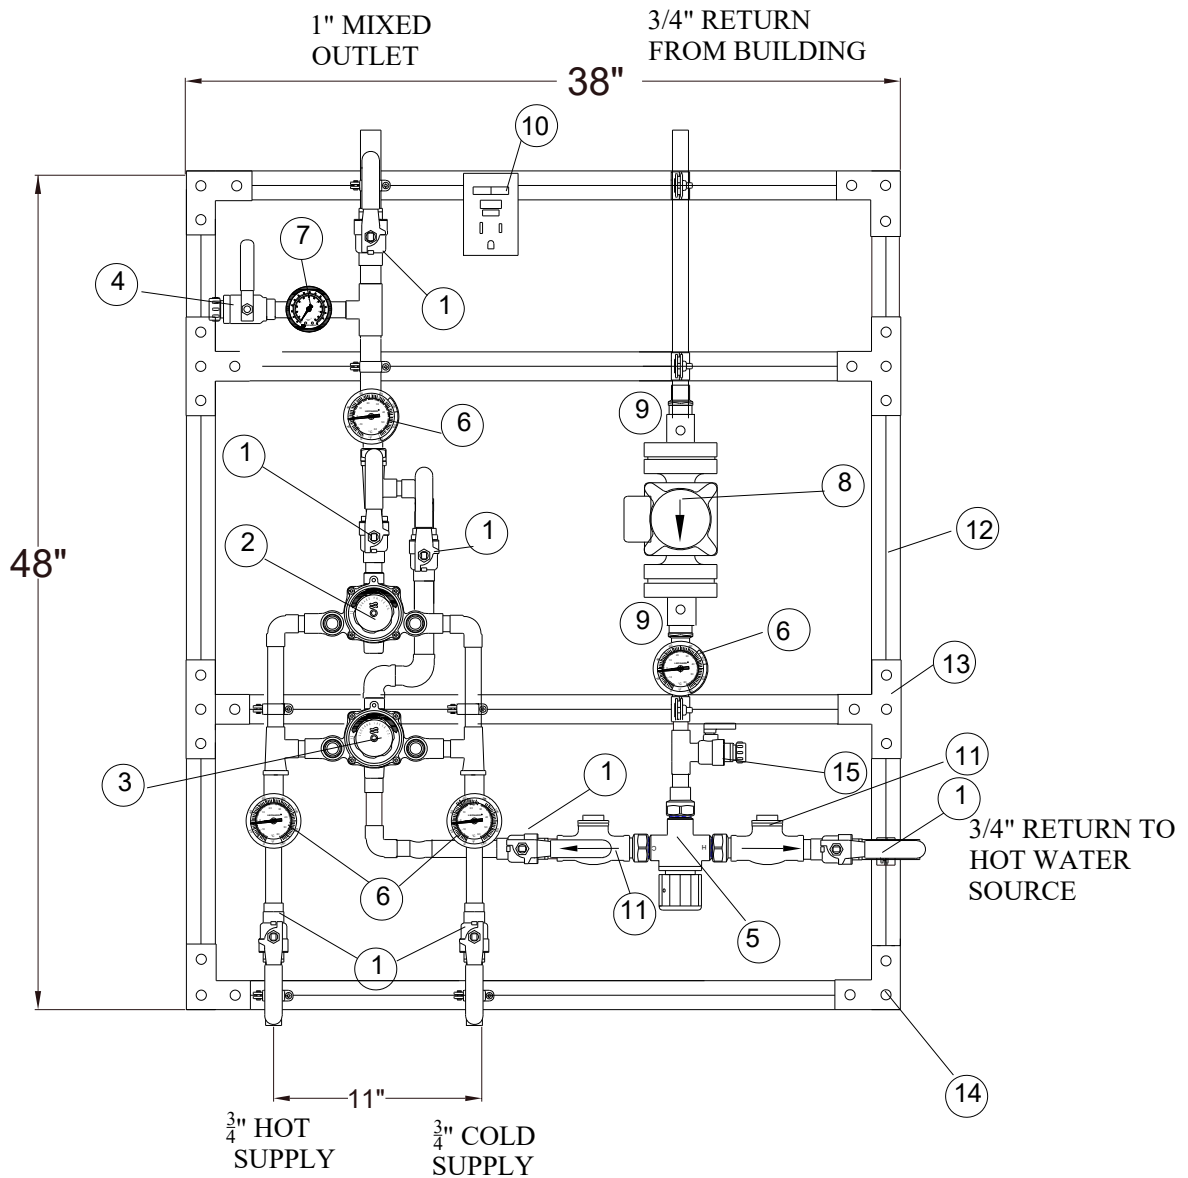 1" MIXED
OUTLET
3/4" RETURN
FROM BUILDING
38"
10
7
4
1
9
6
1
8
1
2
12
48"
9
6
13
3
1
11
15
1
3/4" RETURN TO
HOT WATER
SOURCE
6
11
5
1
14
11"
3/4" HOT
SUPPLY
3/4" COLD
SUPPLY
C
H